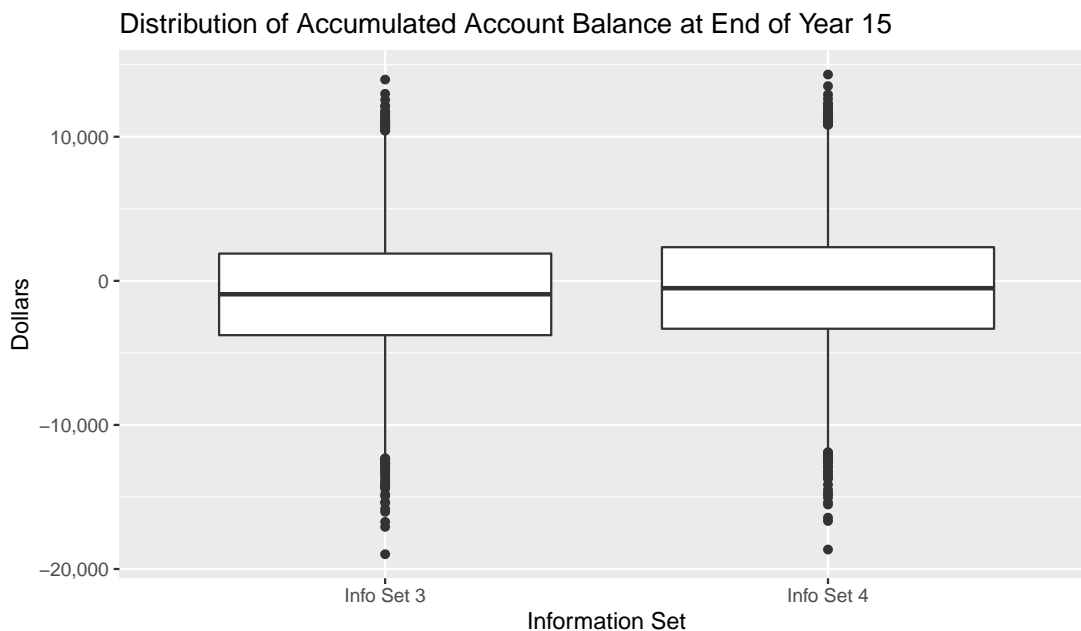 Distribution of Accumulated Account Balance at End of Year 15
Dollars
10,000
0
−10,000
−20,000
Info Set 3
Info Set 4
Information Set